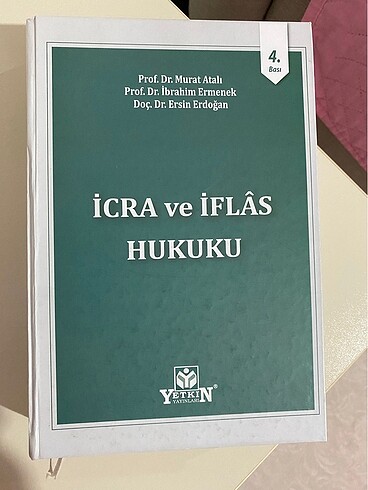 4.
Bası
Prof. Dr. Murat Atalı
Prof. Dr. İbrahim Ermenek
Doç. Dr. Ersin Erdoğan
İCRA ve İFLÂS
HUKUKU
YETKİN®
YAYINLARI